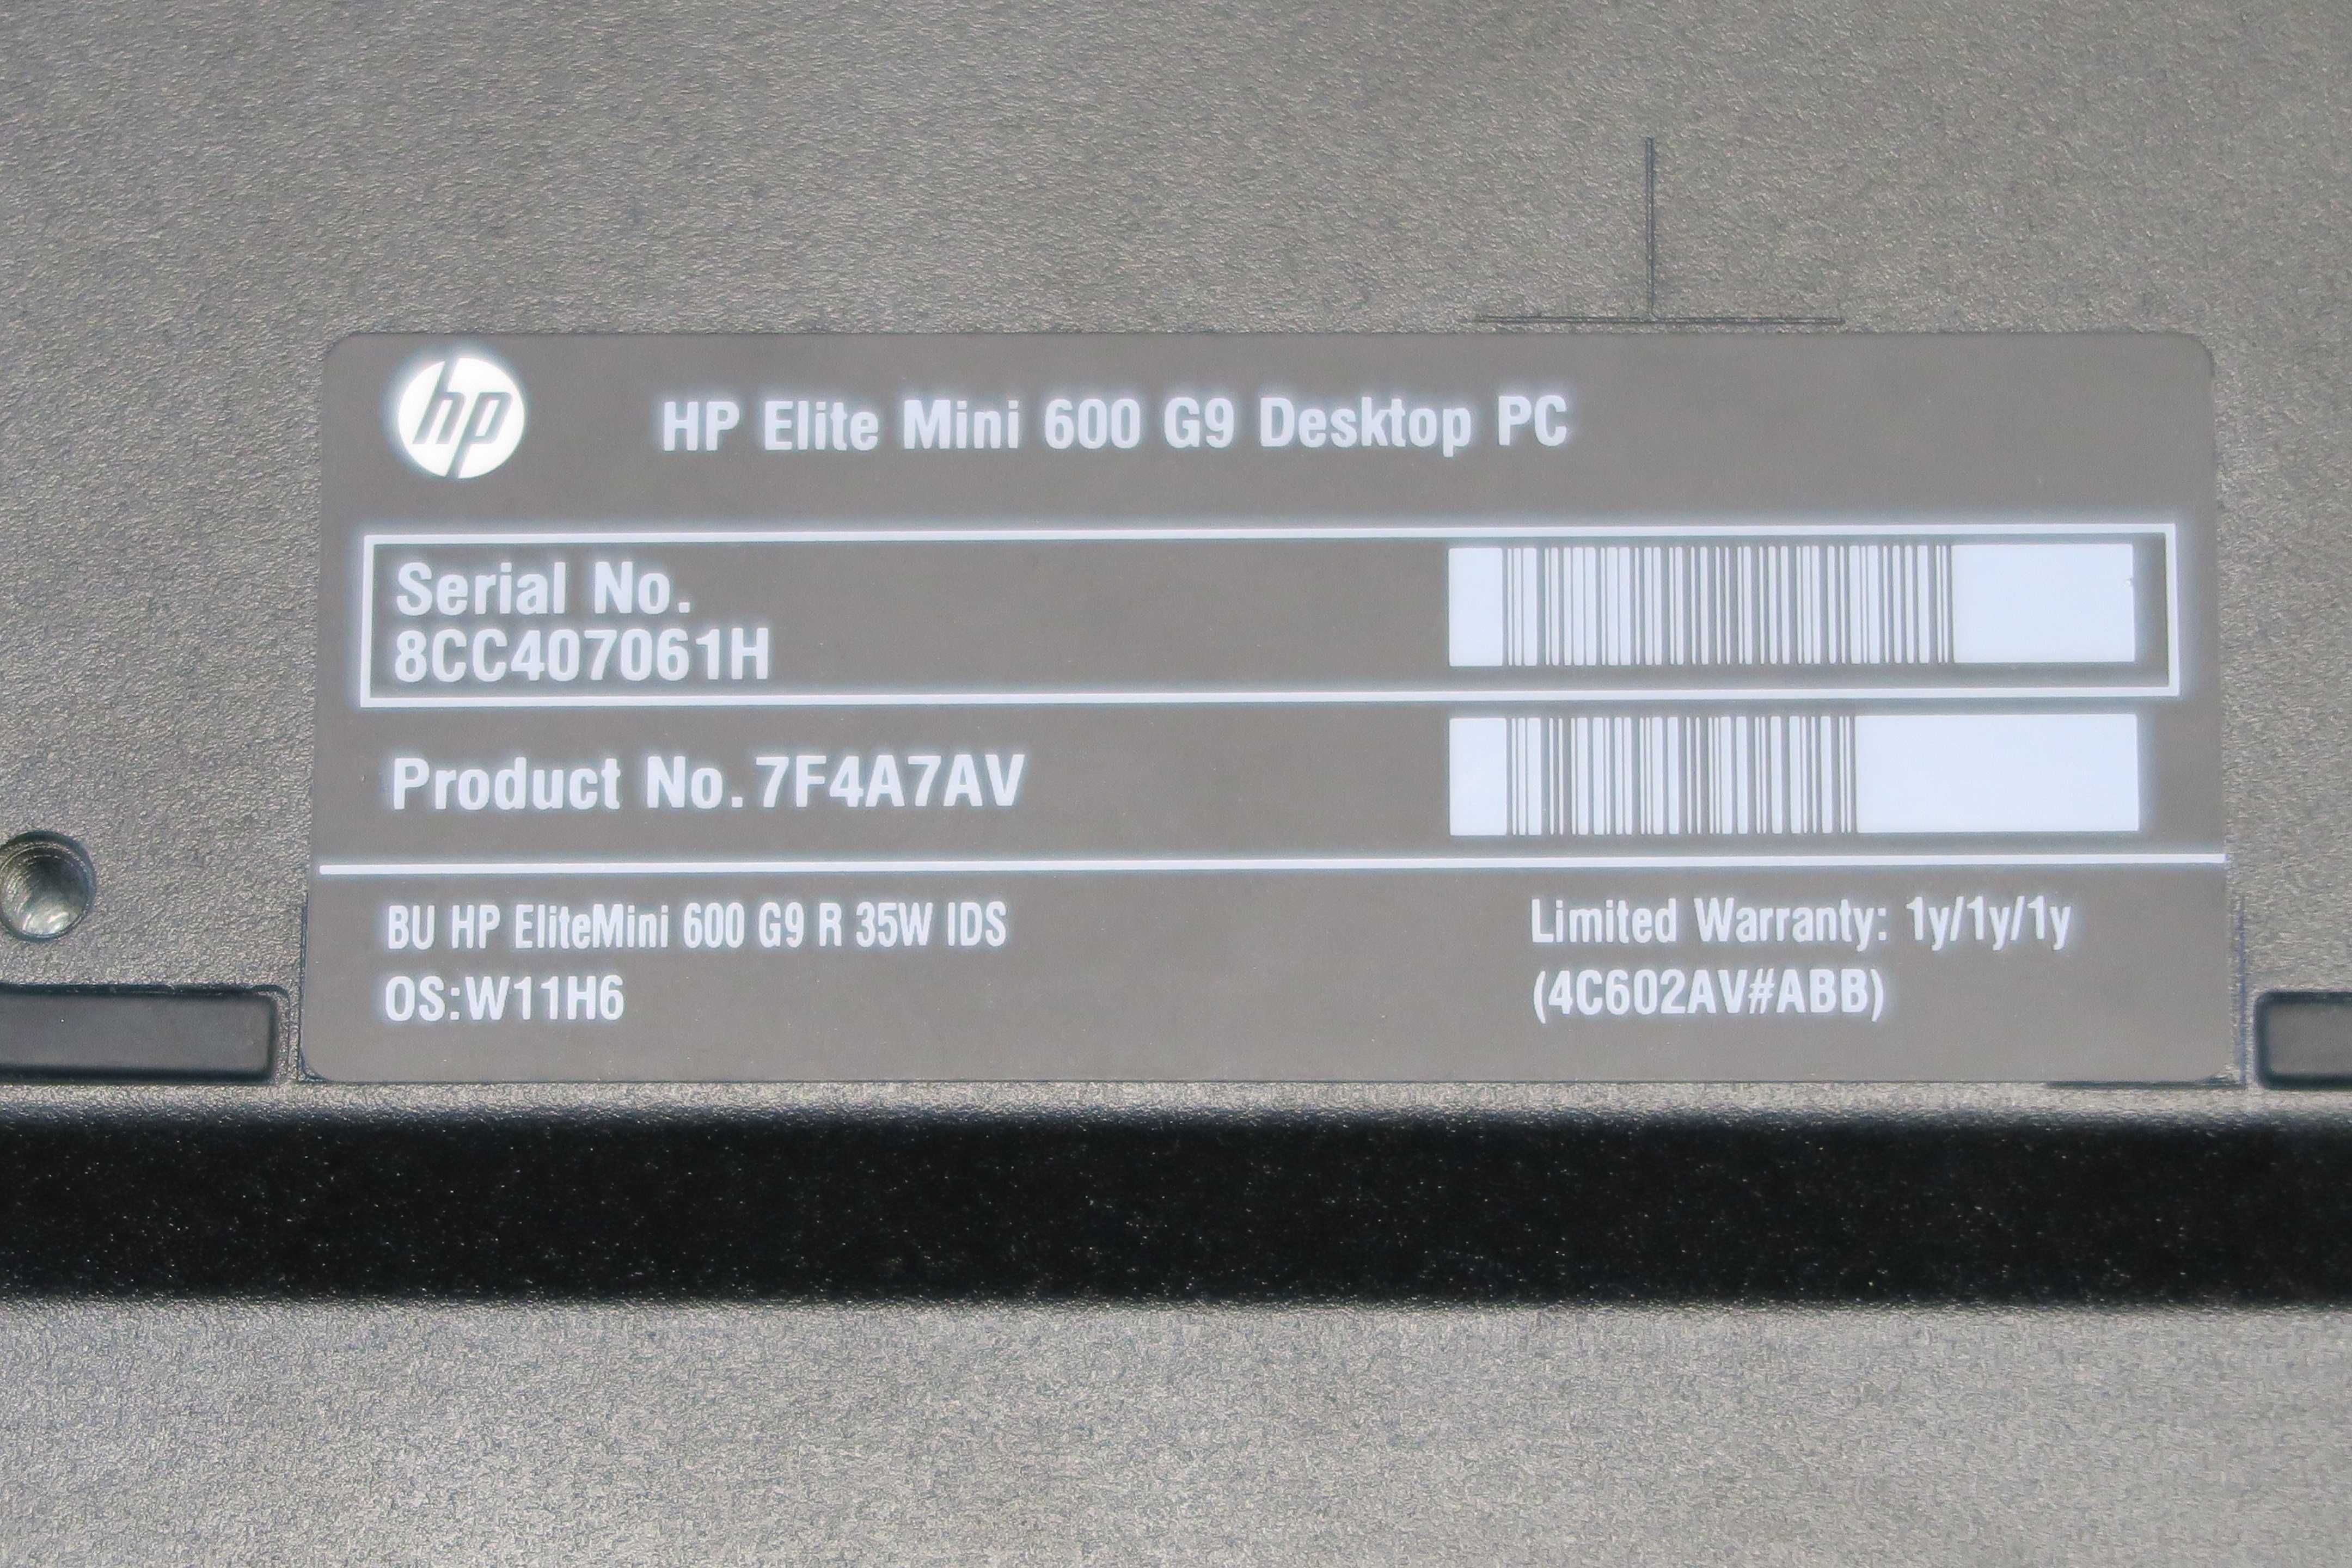 hp
HP Elite Mini 600 G9 Desktop PC
Serial No.
8CC407061H
Product No. 7F4A7AV
BU HP EliteMini 600 G9 R 35W IDS
Limited Warranty: 1y/1y/1y
OS:W11H6
(4C602AV#ABB)